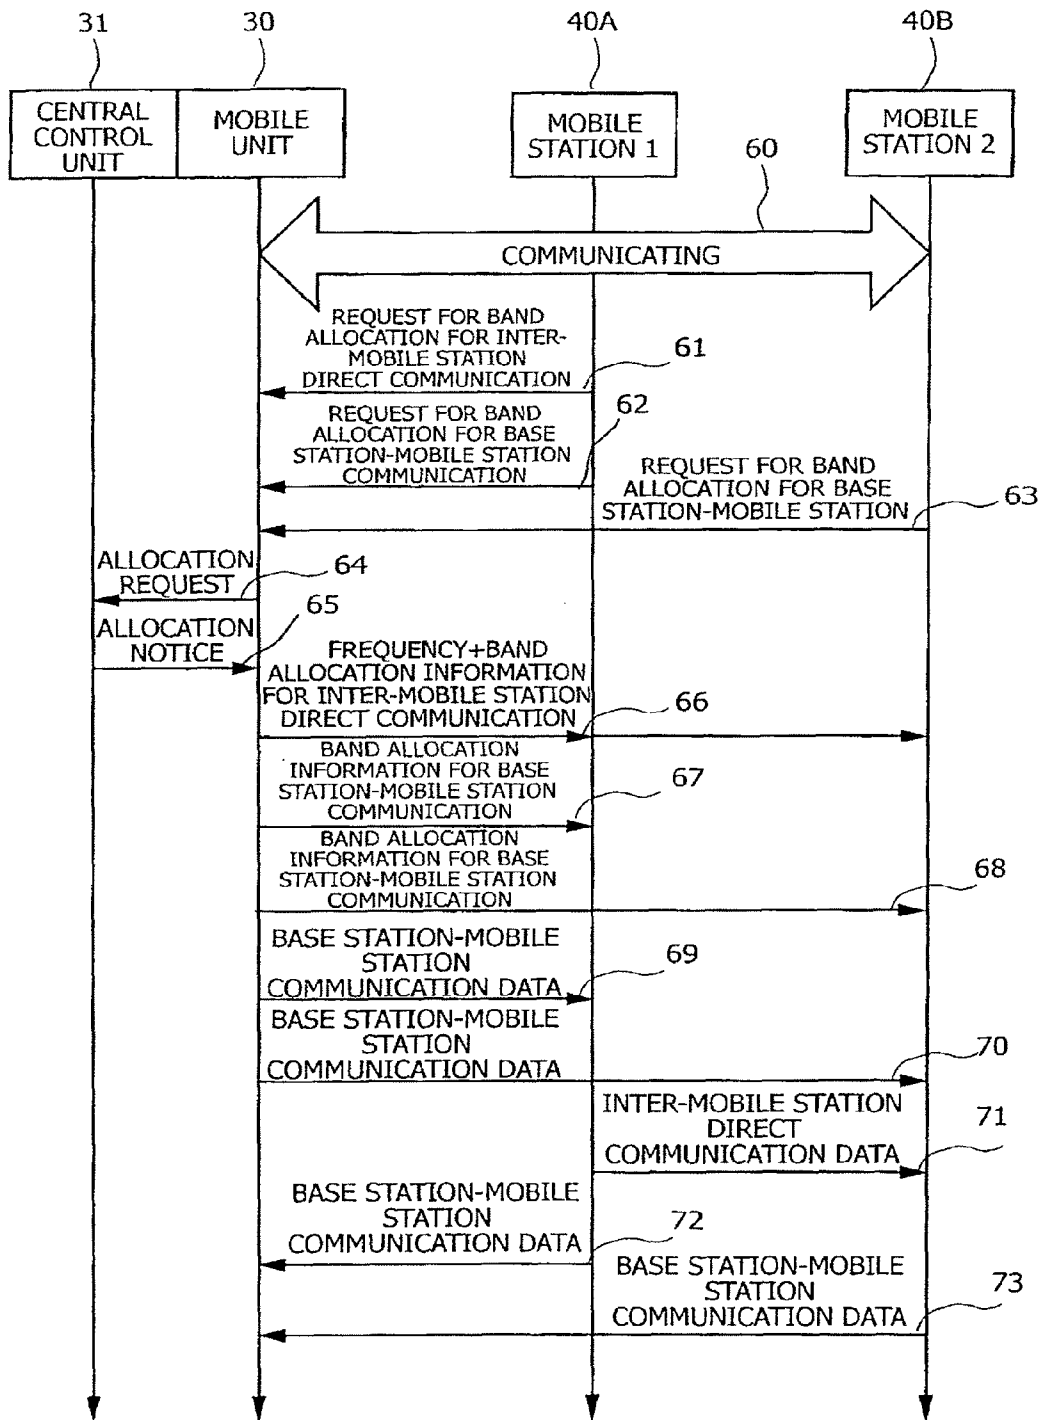 31
30
40A
40B
CENTRAL
CONTROL
UNIT
MOBILE
UNIT
MOBILE
STATION 1
MOBILE
STATION 2
60
COMMUNICATING
REQUEST FOR BAND
ALLOCATION FOR INTER-
MOBILE STATION
DIRECT COMMUNICATION
61
REQUEST FOR BAND
ALLOCATION FOR BASE
STATION-MOBILE STATION
COMMUNICATION
62
REQUEST FOR BAND
ALLOCATION FOR BASE
STATION-MOBILE STATION
63
ALLOCATION
REQUEST
64
ALLOCATION
NOTICE
65
FREQUENCY+BAND
ALLOCATION INFORMATION
FOR INTER-MOBILE STATION
DIRECT COMMUNICATION
66
BAND ALLOCATION
INFORMATION FOR BASE
STATION-MOBILE STATION
COMMUNICATION
67
BAND ALLOCATION
INFORMATION FOR BASE
STATION-MOBILE STATION
COMMUNICATION
68
BASE STATION-MOBILE
STATION
COMMUNICATION DATA
69
BASE STATION-MOBILE
STATION
COMMUNICATION DATA
70
INTER-MOBILE STATION
DIRECT
COMMUNICATION DATA
71
BASE STATION-MOBILE
STATION
COMMUNICATION DATA
72
BASE STATION-MOBILE
STATION
COMMUNICATION DATA
73